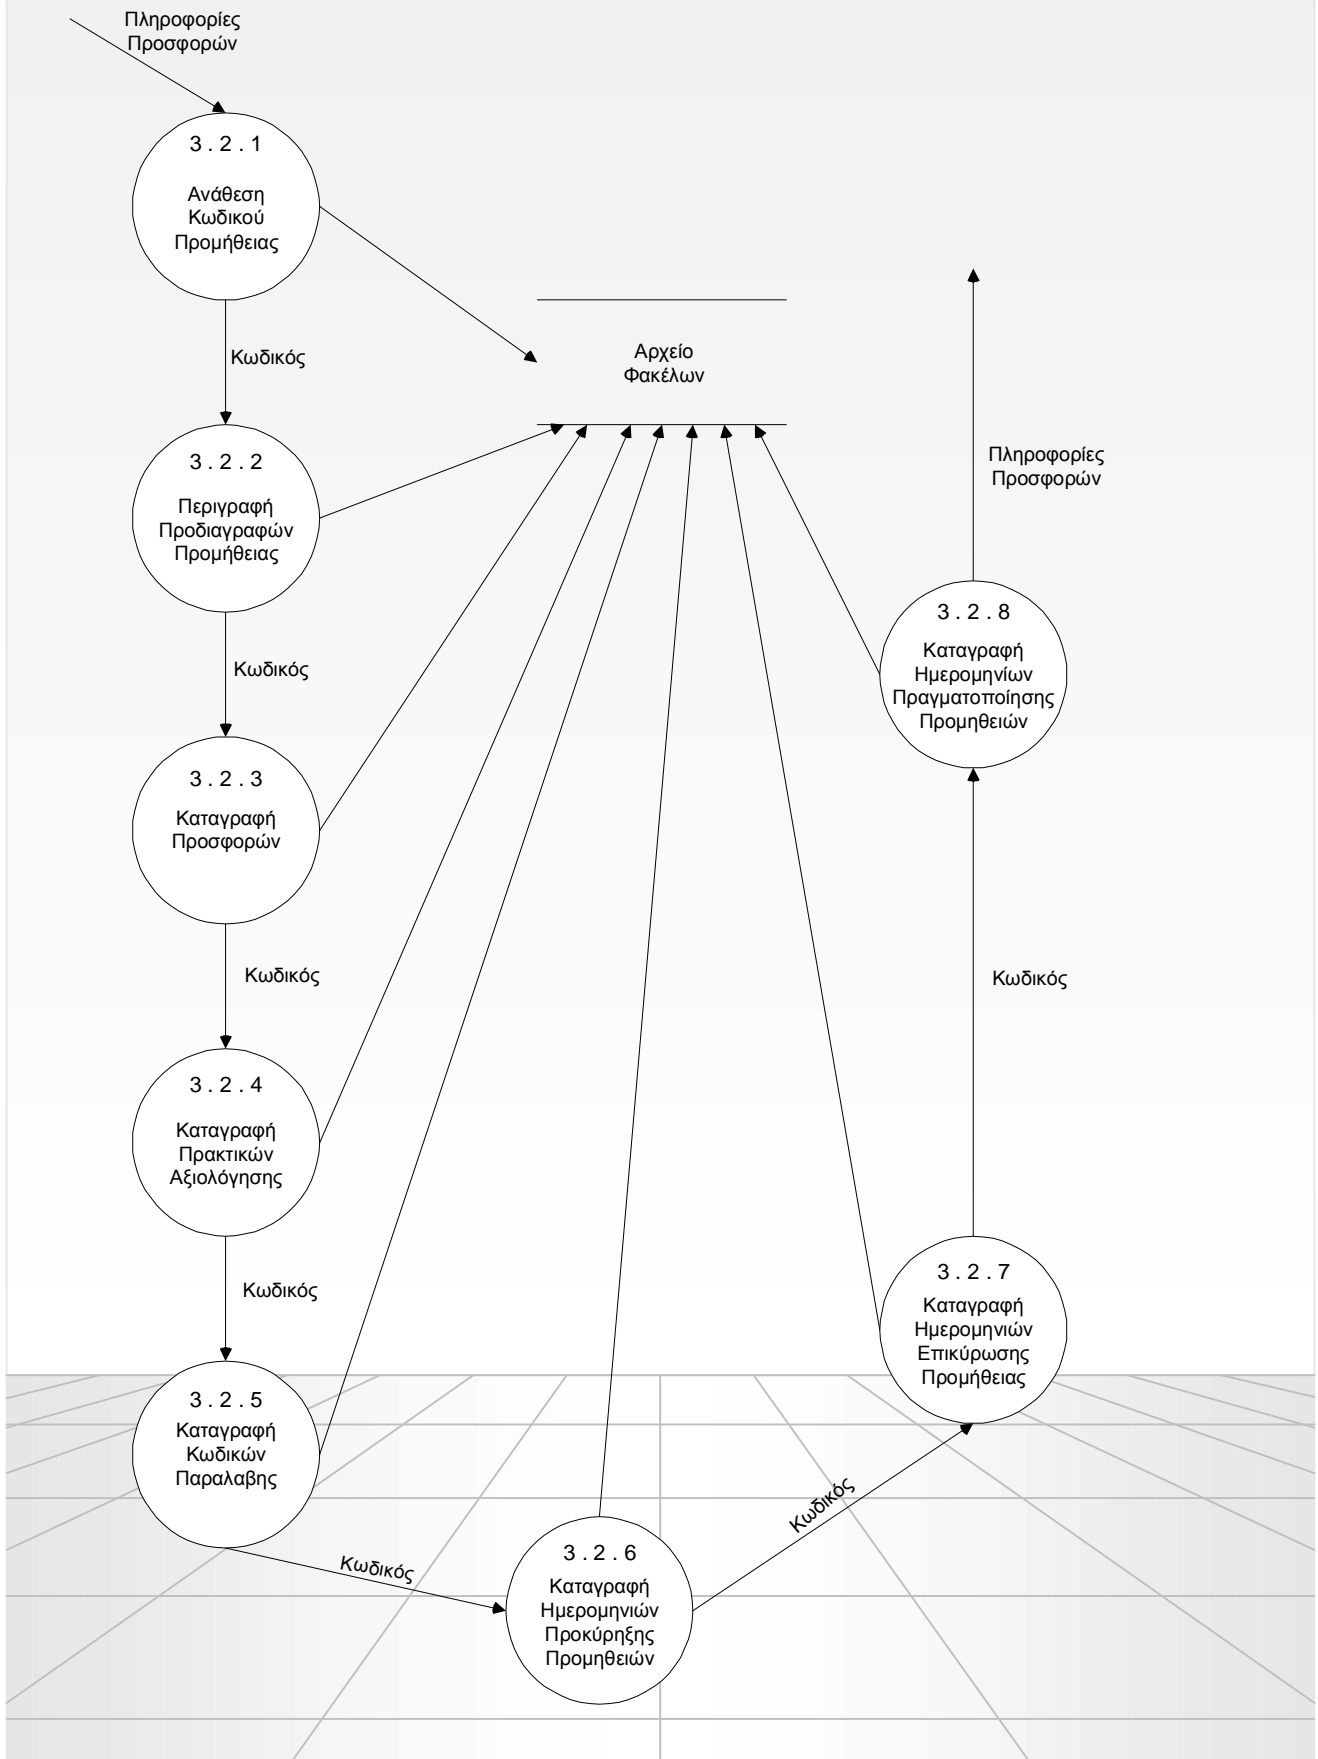 Πληροφορίες
Προσφορών
3.2.1
Ανάθεση
Κωδικού
Προμήθειας
Κωδικός
Αρχείο
Φακέλων
3.2.2
Περιγραφή
Προδιαγραφών
Προμήθειας
Πληροφορίες
Προσφορών
3.2.8
Καταγραφή
Ημερομηνίων
Πραγματοποίησης
Προμηθειών
Κωδικός
3.2.3
Καταγραφή
Προσφορών
Κωδικός
Κωδικός
3.2.4
Καταγραφή
Πρακτικών
Αξιολόγησης
Κωδικός
3.2.7
Καταγραφή
Ημερομηνιών
Επικύρωσης
Προμήθειας
3.2.5
Καταγραφή
Κωδικών
Παραλαβης
Κωδικός
Κωδικός
3.2.6
Καταγραφή
Ημερομηνιών
Προκύρηξης
Προμηθειών